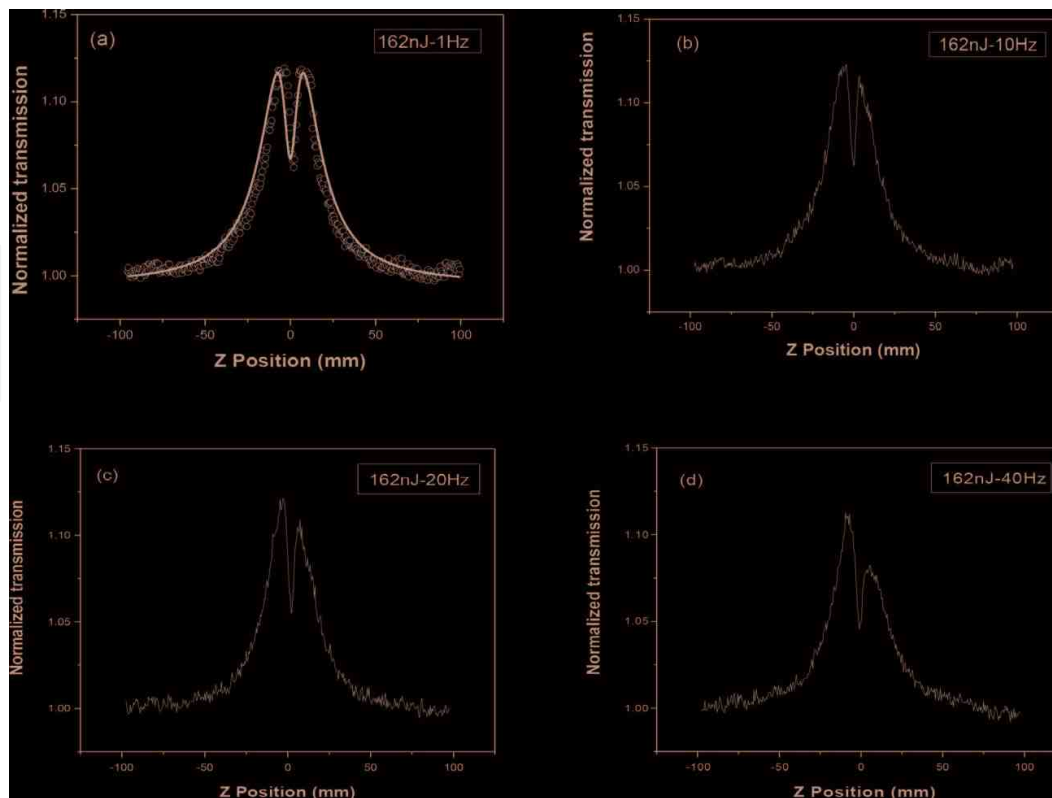 (a)
162nJ-1Hz
1.15
1.10
1.05
1.00
Normalized transmission
-100
-50
0
50
100
Z Position (mm)
(b)
162nJ-10Hz
1.15
1.10
1.05
1.00
Normalized transmission
-100
-50
0
50
100
Z Position (mm)
(c)
162nJ-20Hz
1.15
1.10
1.05
1.00
Normalized transmission
-100
-50
0
50
100
Z Position (mm)
(d)
162nJ-40Hz
1.15
1.10
1.05
1.00
Normalized transmission
-100
-50
0
50
100
Z Position (mm)